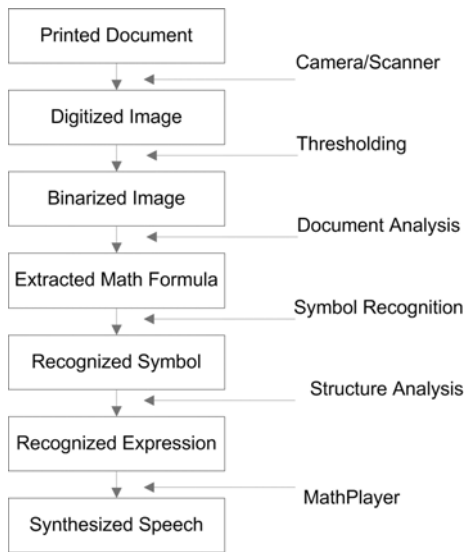 Printed Document
Camera/Scanner
Digitized Image
Thresholding
Binarized Image
Document Analysis
Extracted Math Formula
Symbol Recognition
Recognized Symbol
Structure Analysis
Recognized Expression
MathPlayer
Synthesized Speech